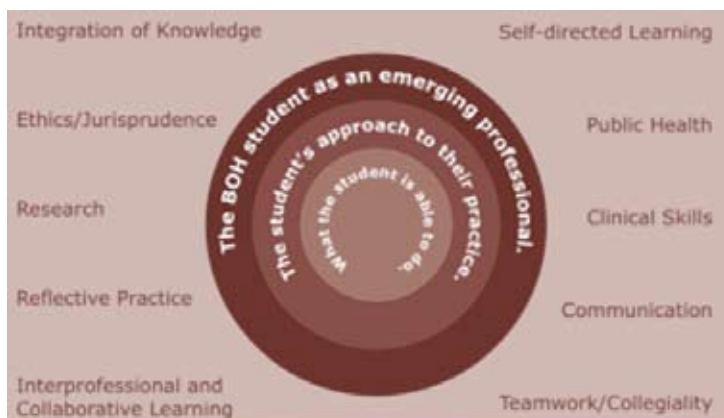 Integration of Knowledge
Self-directed Learning
The BOH student as an emerging professional.
Ethics/Jurisprudence
The student's approach to their practice.
Public Health
What the student is able to do.
Research
Clinical Skills
Reflective Practice
Communication
Interprofessional and
Collaborative Learning
Teamwork/Collegiality